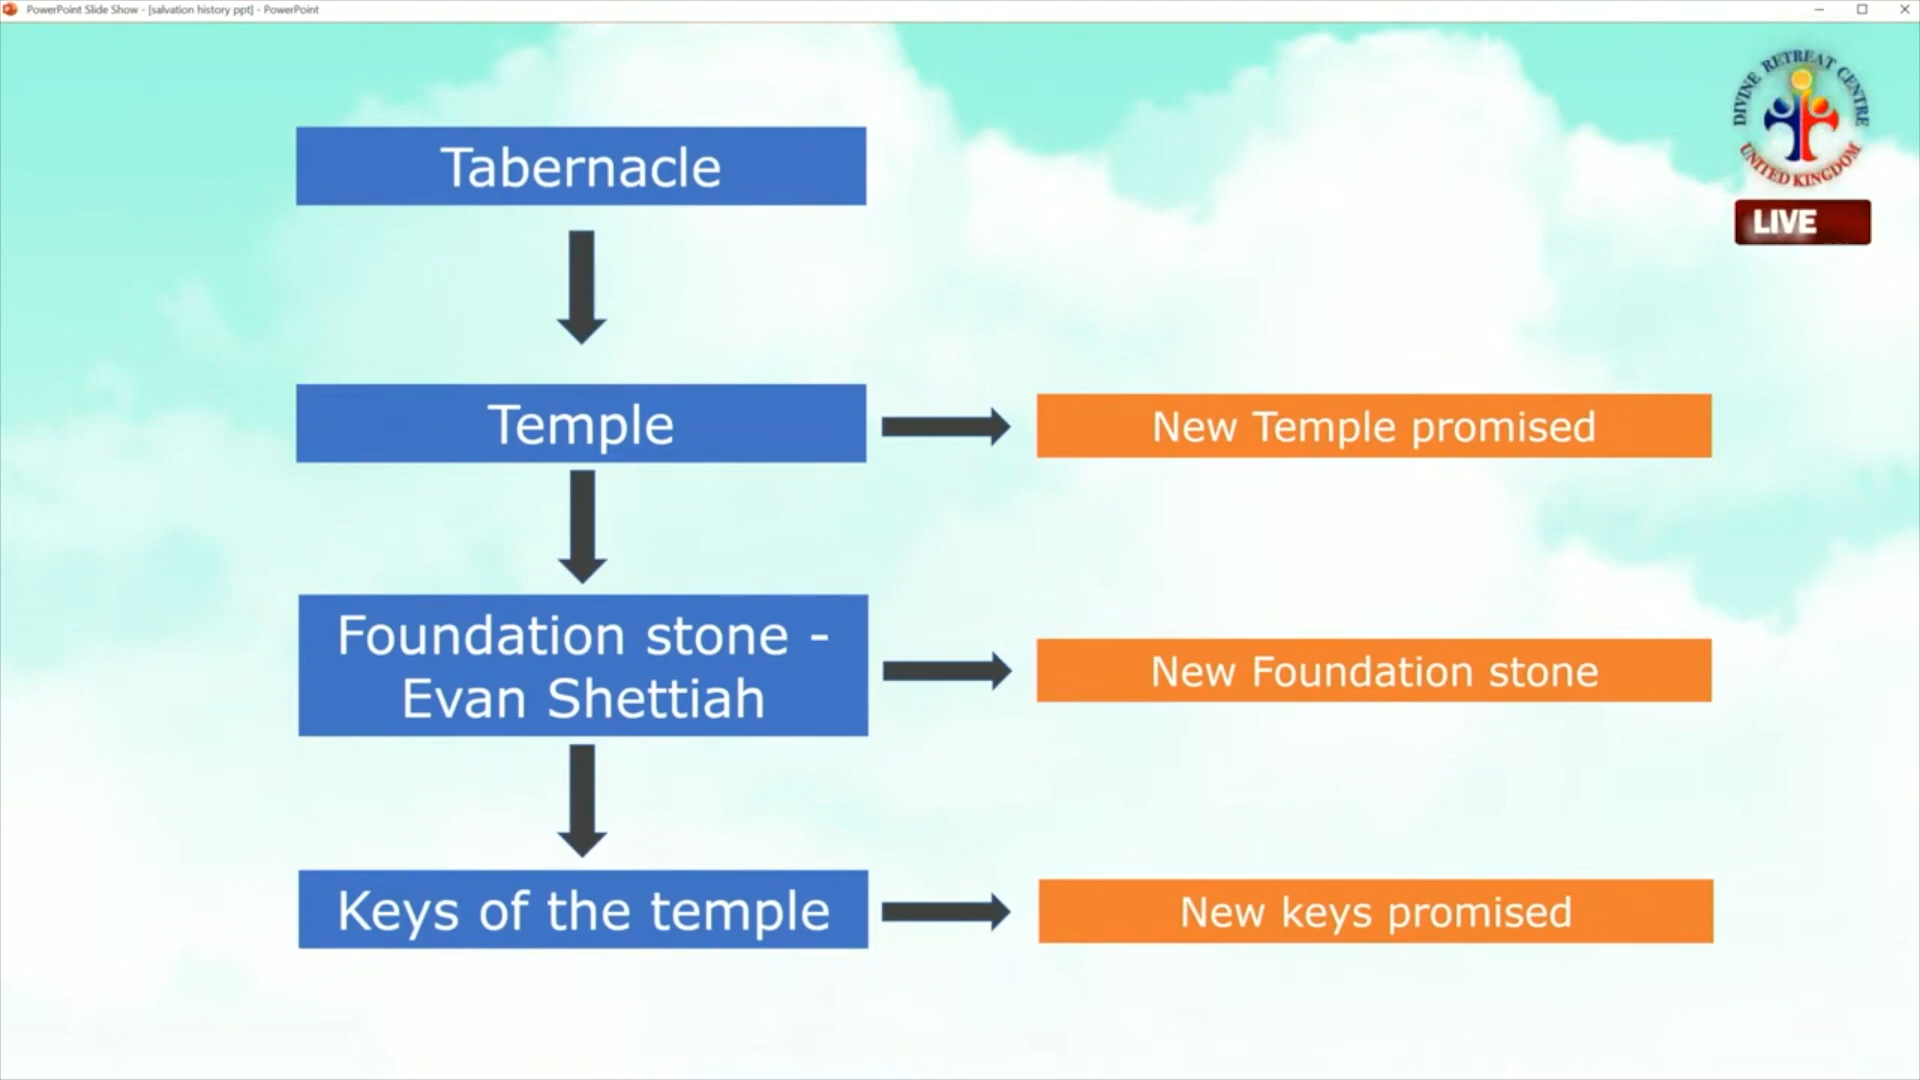 PowerPoint Slide Show - [salvation history ppt] - PowerPoint
DIVINE RETREAT CENTRE
UNITED KINGDOM
LIVE
Tabernacle
Temple
New Temple promised
Foundation stone -
Evan Shettiah
New Foundation stone
Keys of the temple
New keys promised